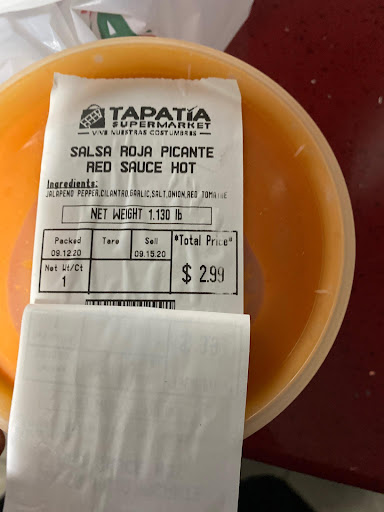 TAPATÍA
SUPERMARKET
VIVE NUESTRAS COSTUMBRES
SALSA ROJA PICANTE
RED SAUCE HOT
Ingredients:
JALAPENO PEPPER,CILANTRO,GARLIC,SALT,ONION,RED
NET WEIGHT 1.130 lb
Packed Tare Sell *Total Price*
09.12.20 09.15.20
Net Wt/Ct
1
$ 2.99